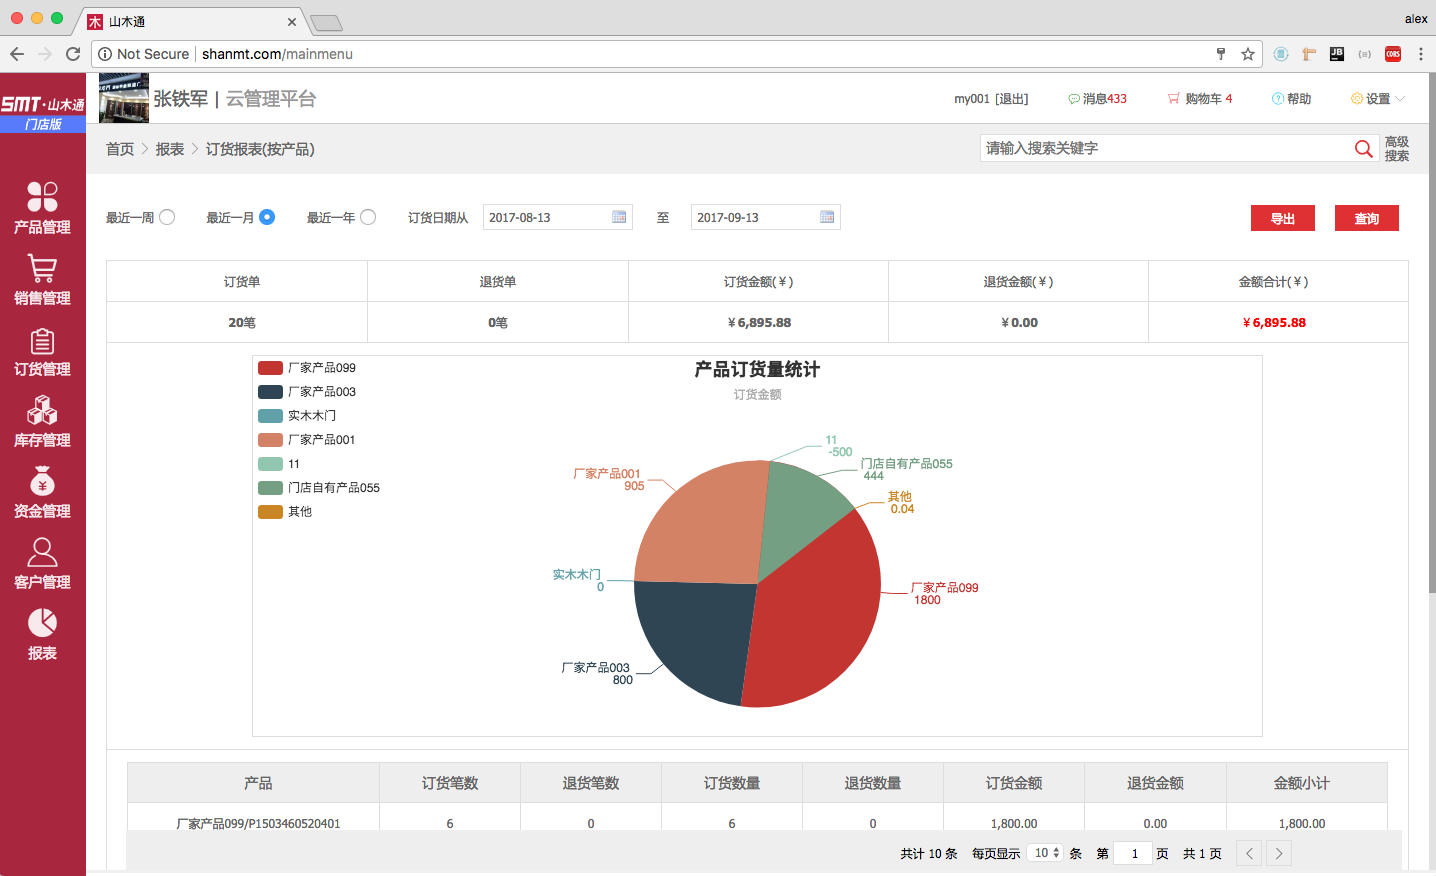 山木通
alex
Not Secure
shanmt.com/mainmenu
JB
CORS
SMT·山木通
门店版
张铁军 | 云管理平台
my001 [退出]
消息433
购物车 4
帮助
设置
首页 > 报表 > 订货报表(按产品)
请输入搜索关键字
高级
搜索
产品管理
销售管理
订货管理
库存管理
资金管理
客户管理
报表
最近一周
最近一月
最近一年
订货日期从
2017-08-13
至
2017-09-13
导出
查询
订货单 退货单 订货金额(¥) 退货金额(¥) 金额合计(¥)
20笔 0笔 ¥6,895.88 ¥0.00 ¥6,895.88
产品订货量统计
订货金额
厂家产品099
厂家产品003
实木木门
厂家产品001
11
门店自有产品055
其他
11
-500
门店自有产品055
444
其他
0.04
厂家产品001
905
实木木门
0
厂家产品099
1800
厂家产品003
800
产品 订货笔数 退货笔数 订货数量 退货数量 订货金额 退货金额 金额小计
厂家产品099/P1503460520401 6 0 6 0 1,800.00 0.00 1,800.00
共计 10 条 每页显示 10 条 第 1 页 共 1 页